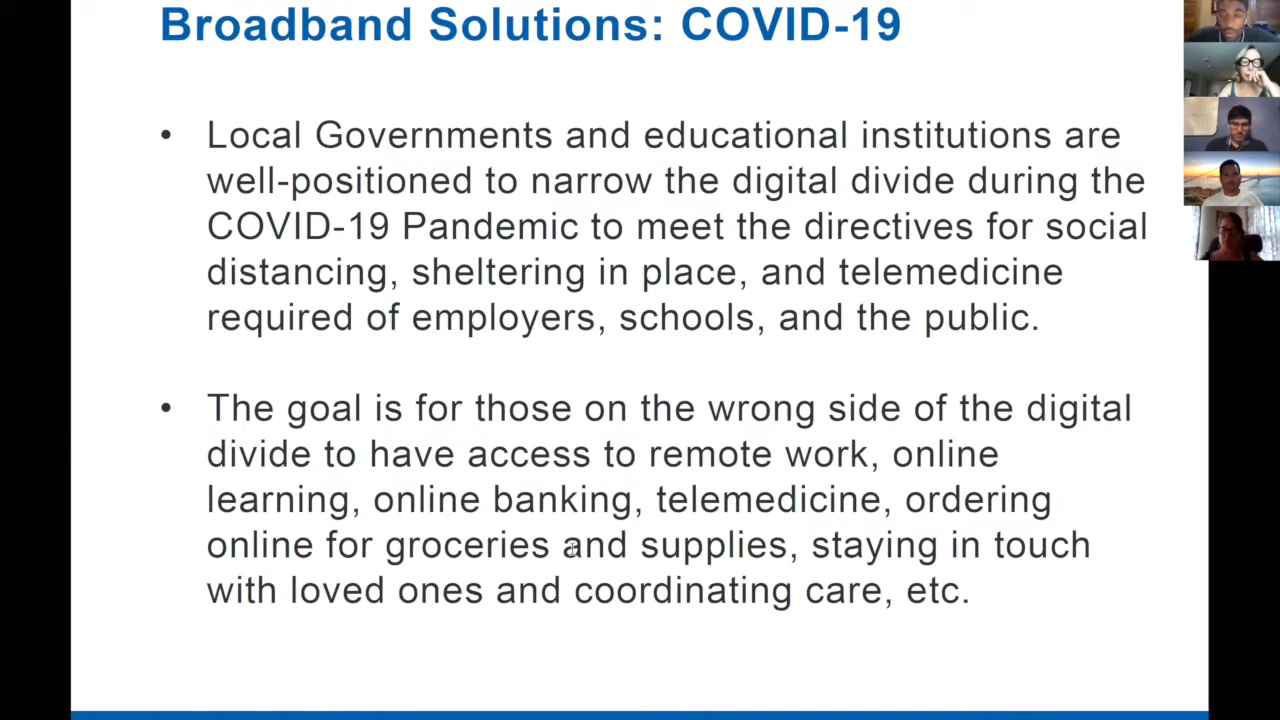 Broadband Solutions: COVID-19
• Local Governments and educational institutions are
well-positioned to narrow the digital divide during the
COVID-19 Pandemic to meet the directives for social
distancing, sheltering in place, and telemedicine
required of employers, schools, and the public.
• The goal is for those on the wrong side of the digital
divide to have access to remote work, online
learning, online banking, telemedicine, ordering
online for groceries and supplies, staying in touch
with loved ones and coordinating care, etc.